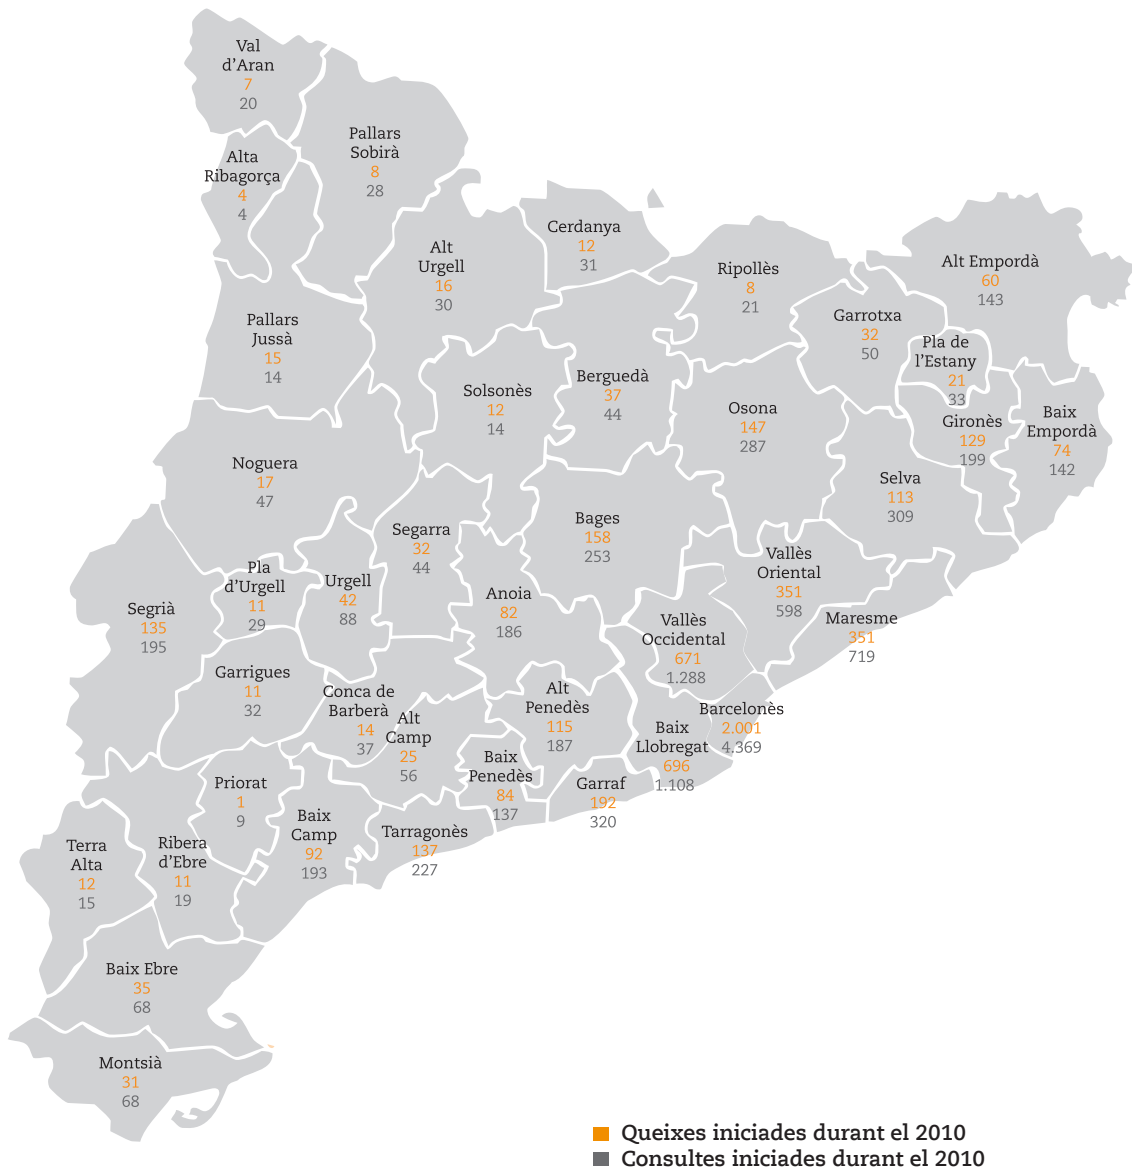 Val
d’Aran
7
20
Pallars
Sobirà
8
28
Alta
Ribagorça
4
4
Cerdanya
12
31
Alt
Urgell
16
30
Ripollès
8
21
Alt Empordà
60
143
Pallars
Jussà
15
14
Garrotxa
32
50
Pla de
l’Estany
21
33
Solsonès
12
14
Berguedà
37
44
Osona
147
287
Gironès
129
199
Baix
Empordà
74
142
Noguera
17
47
Selva
113
309
Segarra
32
44
Bages
158
253
Vallès
Oriental
351
598
Pla
d’Urgell
11
29
Urgell
42
88
Anoia
82
186
Segrià
135
195
Vallès
Occidental
671
1.288
Maresme
351
719
Garrigues
11
32
Conca de
Barberà
14
37
Alt
Camp
25
56
Alt
Penedès
115
187
Barcelonès
2.001
4.369
Baix
Llobregat
696
1.108
Baix
Penedès
84
137
Garraf
192
320
Priorat
1
9
Baix
Camp
92
193
Tarragonès
137
227
Terra
Alta
12
15
Ribera
d’Ebre
11
19
Baix Ebre
35
68
Montsià
31
68
Queixes iniciades durant el 2010
Consultes iniciades durant el 2010